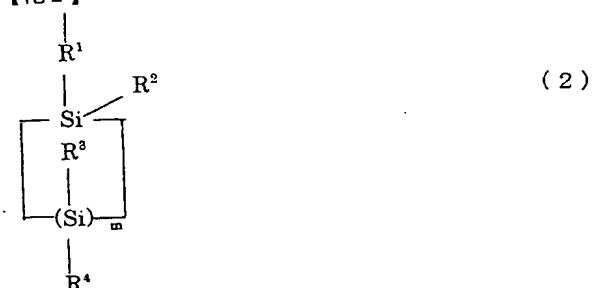 R¹
R²
(2)
Si
R³
(Si)m
R⁴